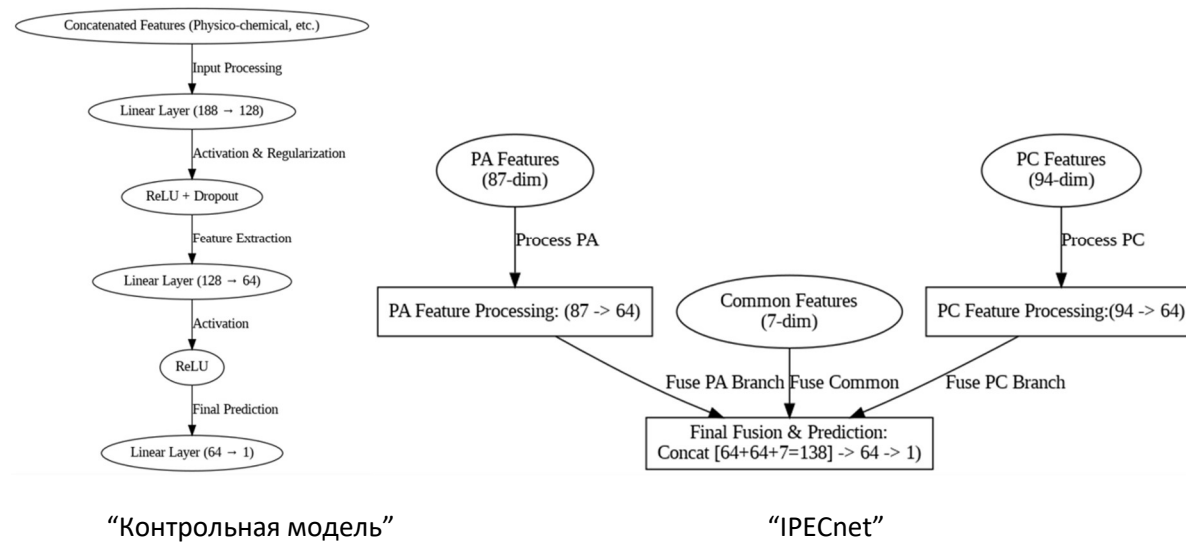 Concatenated Features (Physico-chemical, etc.)
Input Processing
Linear Layer (188 → 128)
Activation & Regularization
ReLU + Dropout
Feature Extraction
Linear Layer (128 → 64)
Activation
ReLU
Final Prediction
Linear Layer (64 → 1)
PA Features
(87-dim)
Process PA
PA Feature Processing: (87 -> 64)
Fuse PA Branch
Common Features
(7-dim)
Fuse Common
PC Features
(94-dim)
Process PC
PC Feature Processing:(94 -> 64)
Fuse PC Branch
Final Fusion & Prediction:
Concat [64+64+7=138] -> 64 -> 1)
“Контрольная модель”
“IPECnet”